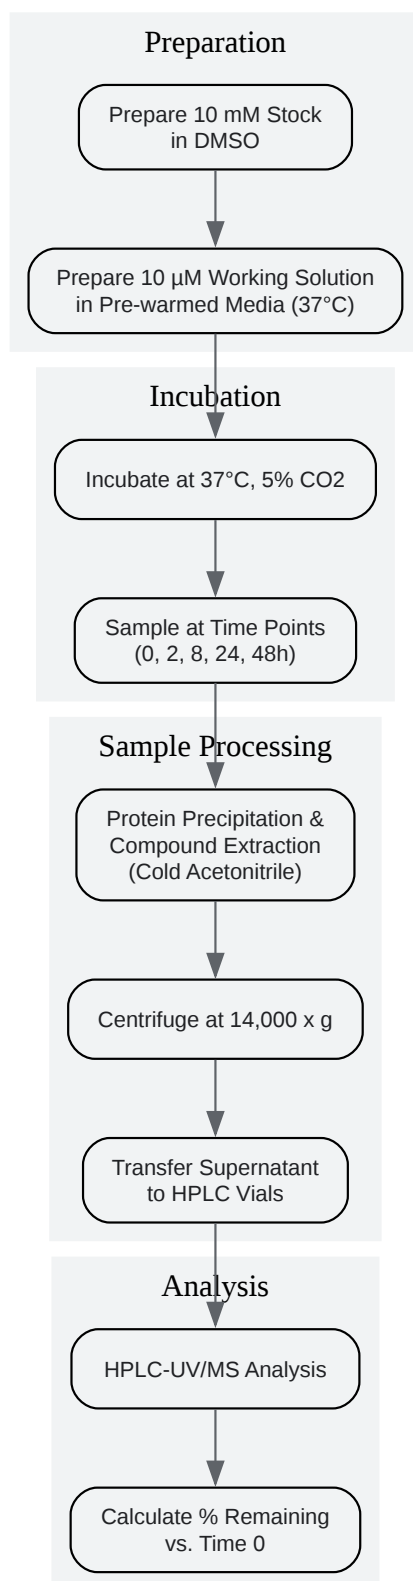 Preparation
Prepare 10 mM Stock
in DMSO
Prepare 10 µM Working Solution
in Pre-warmed Media (37°C)
Incubation
Incubate at 37°C, 5% CO2
Sample at Time Points
(0, 2, 8, 24, 48h)
Sample Processing
Protein Precipitation &
Compound Extraction
(Cold Acetonitrile)
Centrifuge at 14,000 x g
Transfer Supernatant
to HPLC Vials
Analysis
HPLC-UV/MS Analysis
Calculate % Remaining
vs. Time 0